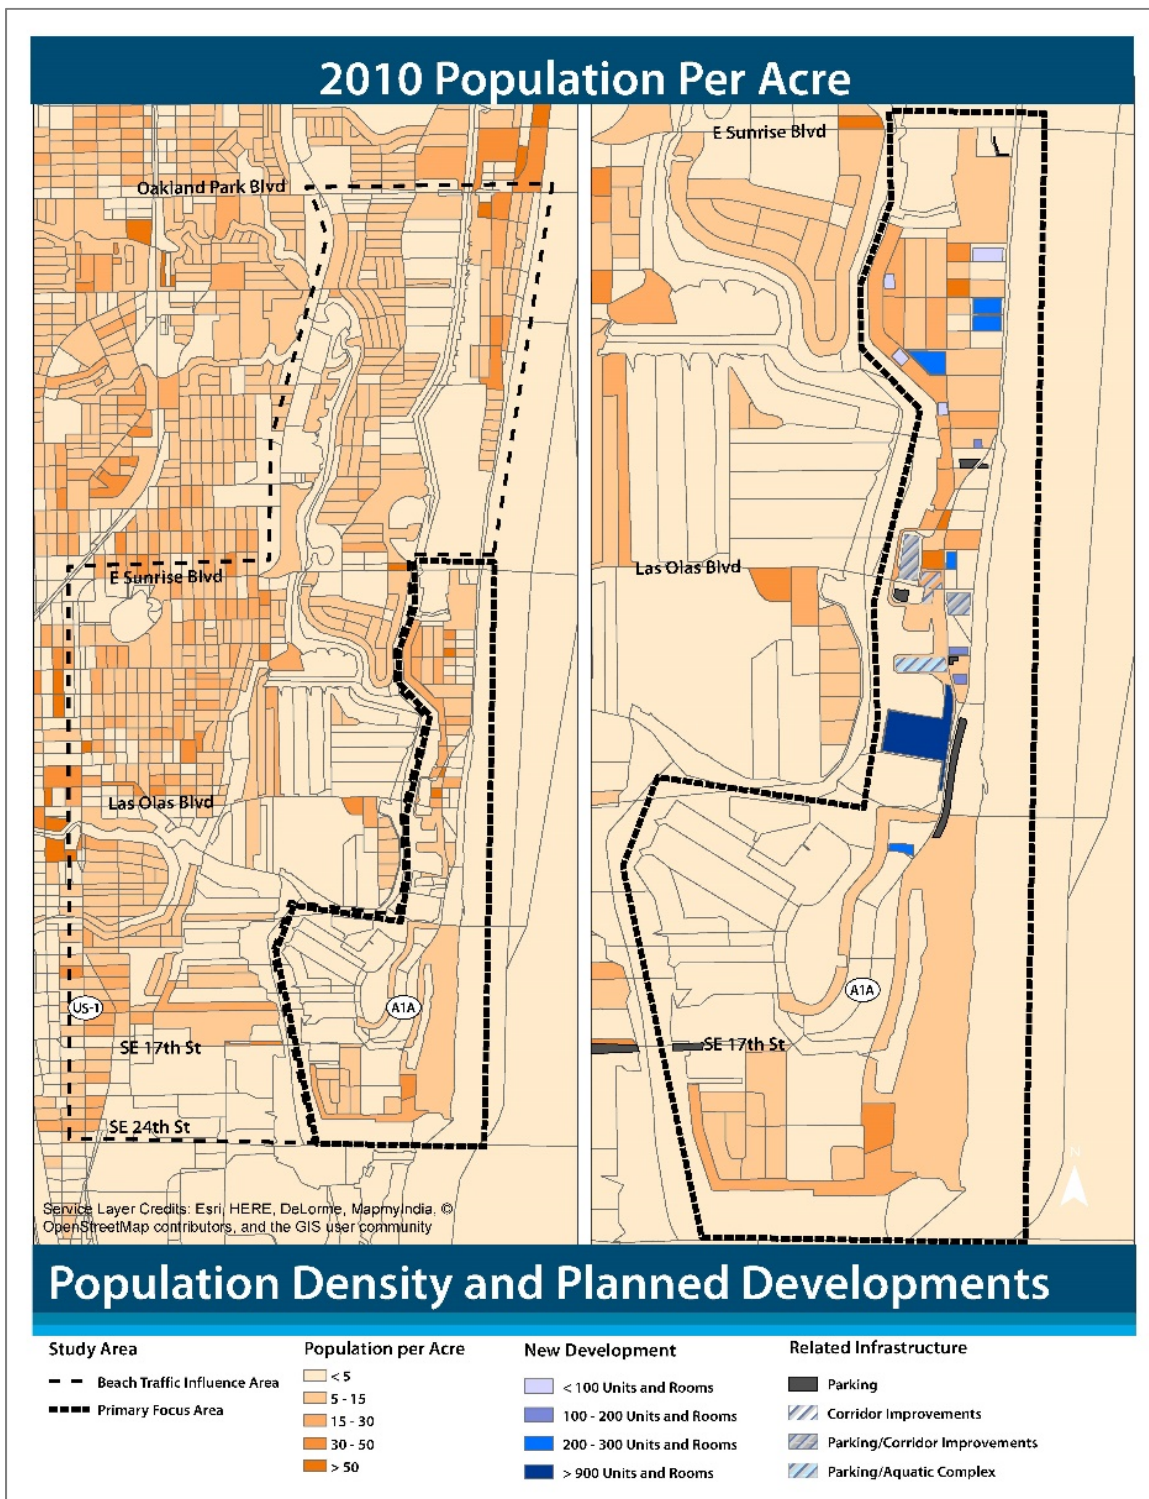 2010 Population Per Acre
Oakland Park Blvd
E Sunrise Blvd
Las Olas Blvd
US-1
A1A
SE 17th St
SE 24th St
Service Layer Credits: Esri, HERE, DeLorme, MapmyIndia, ©
OpenStreetMap contributors, and the GIS user community
E Sunrise Blvd
Las Olas Blvd
A1A
SE 17th St
N
Population Density and Planned Developments
Study Area
Beach Traffic Influence Area
Primary Focus Area
Population per Acre
< 5
5 - 15
15 - 30
30 - 50
> 50
New Development
< 100 Units and Rooms
100 - 200 Units and Rooms
200 - 300 Units and Rooms
> 900 Units and Rooms
Related Infrastructure
Parking
Corridor Improvements
Parking/Corridor Improvements
Parking/Aquatic Complex